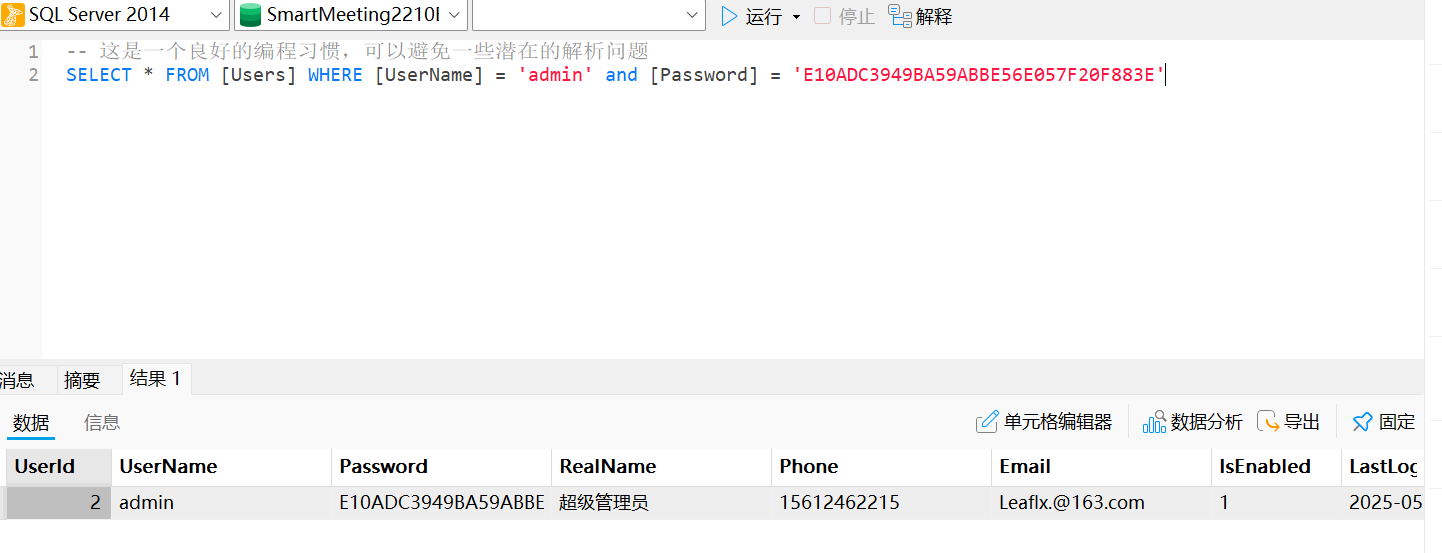 SQL Server 2014 SmartMeeting2210 运行 停止 解释
1 -- 这是一个良好的编程习惯，可以避免一些潜在的解析问题
2 SELECT * FROM [Users] WHERE [UserName] = 'admin' and [Password] = 'E10ADC3949BA59ABBE56E057F20F883E'
消息 摘要 结果 1
数据 信息 单元格编辑器 数据分析 导出 固定
UserId UserName Password RealName Phone Email IsEnabled LastLog
2 admin E10ADC3949BA59ABBE 超级管理员 15612462215 Leaflx.@163.com 1 2025-05